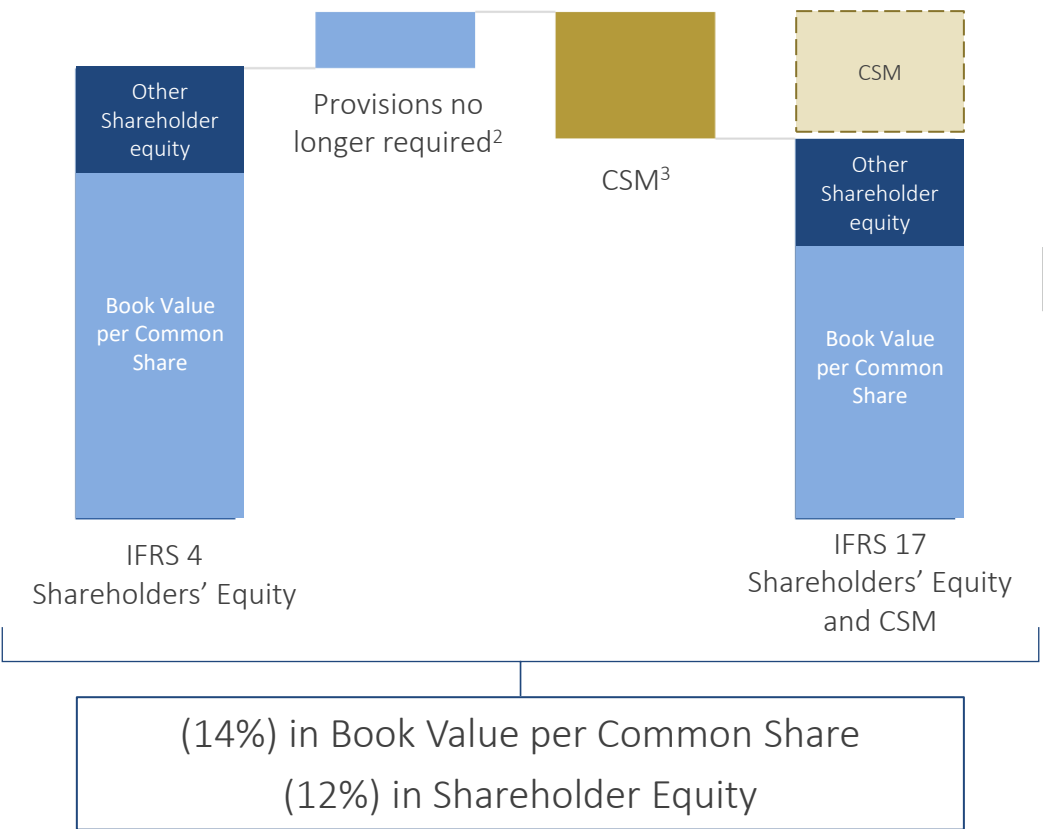 Other
Shareholder
equity
Book Value
per Common
Share
IFRS 4
Shareholders’ Equity
Provisions no
longer required²
CSM³
CSM
Other
Shareholder
equity
Book Value
per Common
Share
IFRS 17
Shareholders’ Equity
and CSM
(14%) in Book Value per Common Share
(12%) in Shareholder Equity